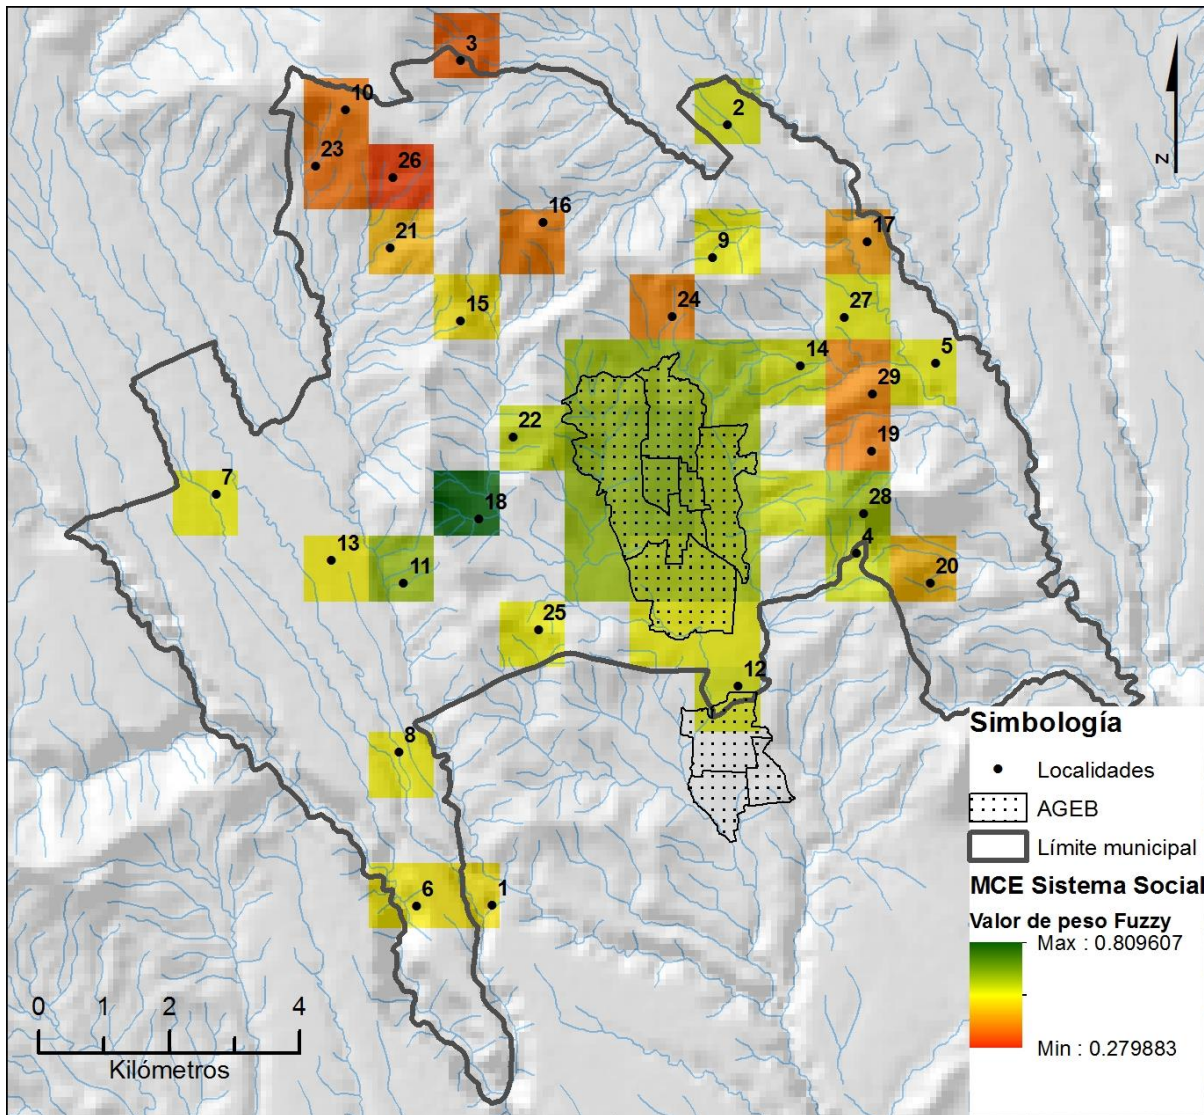 3
10
2
23
26
16
17
21
9
15
24
27
14
5
29
22
19
7
18
28
4
13
11
20
25
12
8
6
1
N
0 1 2 4
Kilómetros
Simbología
Localidades
AGEB
Límite municipal
MCE Sistema Social
Valor de peso Fuzzy
Max : 0.809607
Min : 0.279883